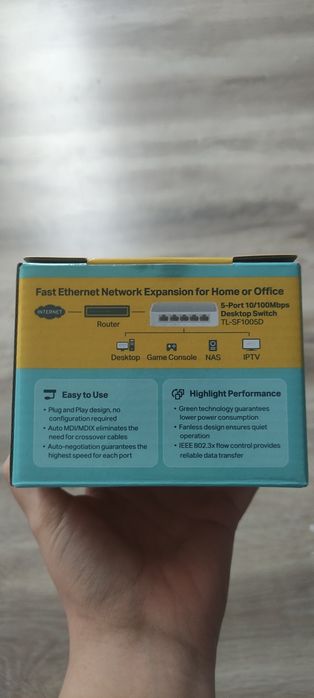 Fast Ethernet Network Expansion for Home or Office
INTERNET
Router
5-Port 10/100Mbps
Desktop Switch
TL-SF1005D
Desktop Game Console NAS IPTV
Easy to Use
• Plug and Play design, no
configuration required
• Auto MDI/MDIX eliminates the
need for crossover cables
• Auto-negotiation guarantees the
highest speed for each port
Highlight Performance
• Green technology guarantees
lower power consumption
• Fanless design ensures quiet
operation
• IEEE 802.3x flow control provides
reliable data transfer